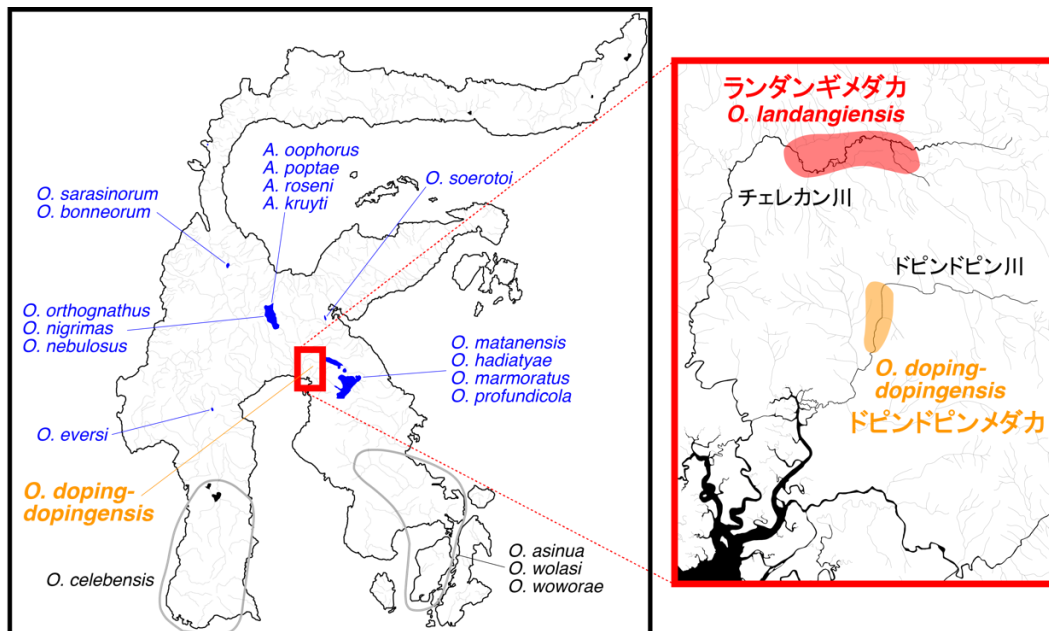 A. oophorus
A. poptae
A. roseni
A. kruyti
O. sarasinorum
O. bonneorum
O. soerotoi
O. orthognathus
O. nigrimas
O. nebulosus
O. matanensis
O. hadiatyae
O. marmoratus
O. profundicola
O. eversi
O. doping-
dopingensis
O. celebensis
O. asinua
O. wolasi
O. woworae
ランダンギメダカ
O. landangiensis
チェレカン川
ドピンドピン川
O. doping-
dopingensis
ドピンドピンメダカ